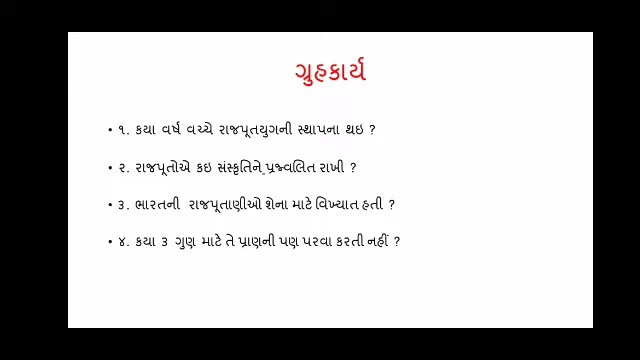 ગ્રુહકાર્ય
• ૧. કયા વર્ષ વચ્ચે રાજપૂતયુગની સ્થાપના થઇ ?
• ૨. રાજપૂતોએ કઇ સંસ્કૃતિને પ્રજ્વલિત રાખી ?
• ૩. ભારતની રાજપૂતાણીઓ શેના માટે વિખ્યાત હતી ?
• ૪. કયા ૩ ગુણ માટે તે પ્રાણની પણ પરવા કરતી નહીં ?